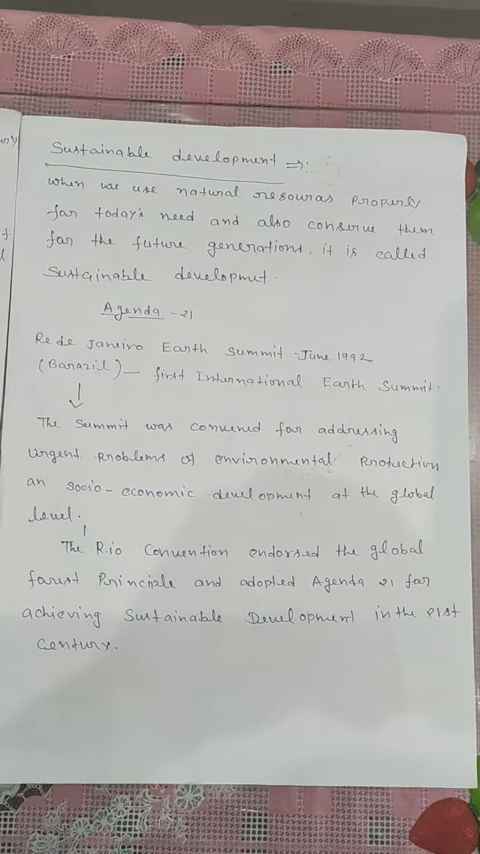 Sustainable development ⇒:
when we use natural resouras properly
for today's need and also conserve them
for the future generations. it is called
Sustainable developmet.
Agenda - 21
Re de Janeiro Earth Summit - June 1992
(Barazil) — first International Earth Summit.
The Summit was convened for addressing
urgent problems of environmental Protection
an socio - economic development at the global
level.
The R.io Convention endorsed the global
forest Principle and adopted Agenda 21 for
achieving Sustainable Development in the 21st
Century.